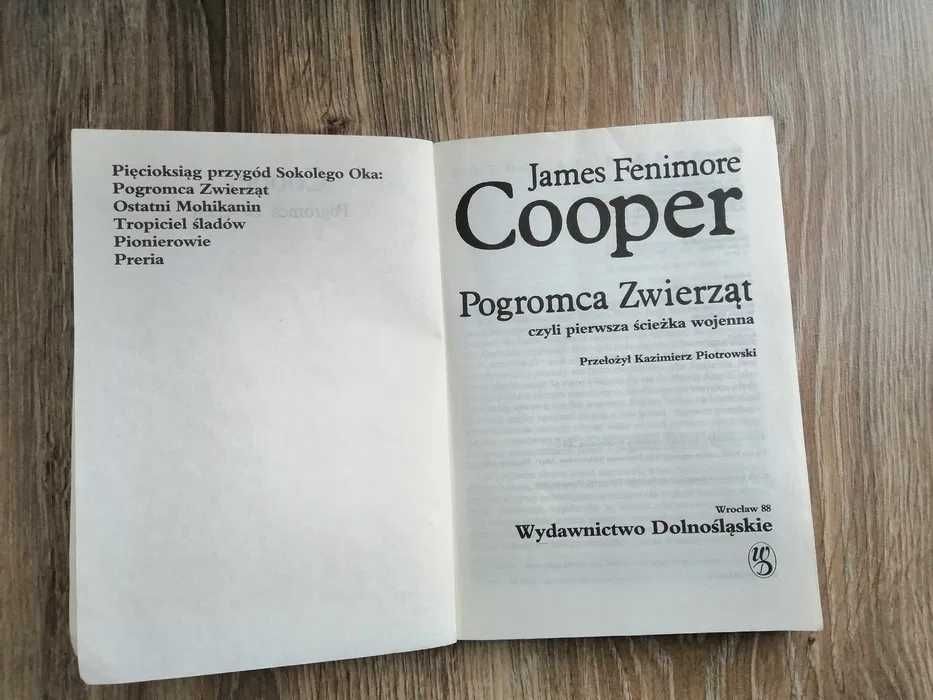 Pięcioksiąg przygód Sokolego Oka:
Pogromca Zwierząt
Ostatni Mohikanin
Tropiciel śladów
Pionierowie
Preria
James Fenimore
Cooper
Pogromca Zwierząt
czyli pierwsza ścieżka wojenna
Przełożył Kazimierz Piotrowski
Wrocław 88
Wydawnictwo Dolnośląskie
WD